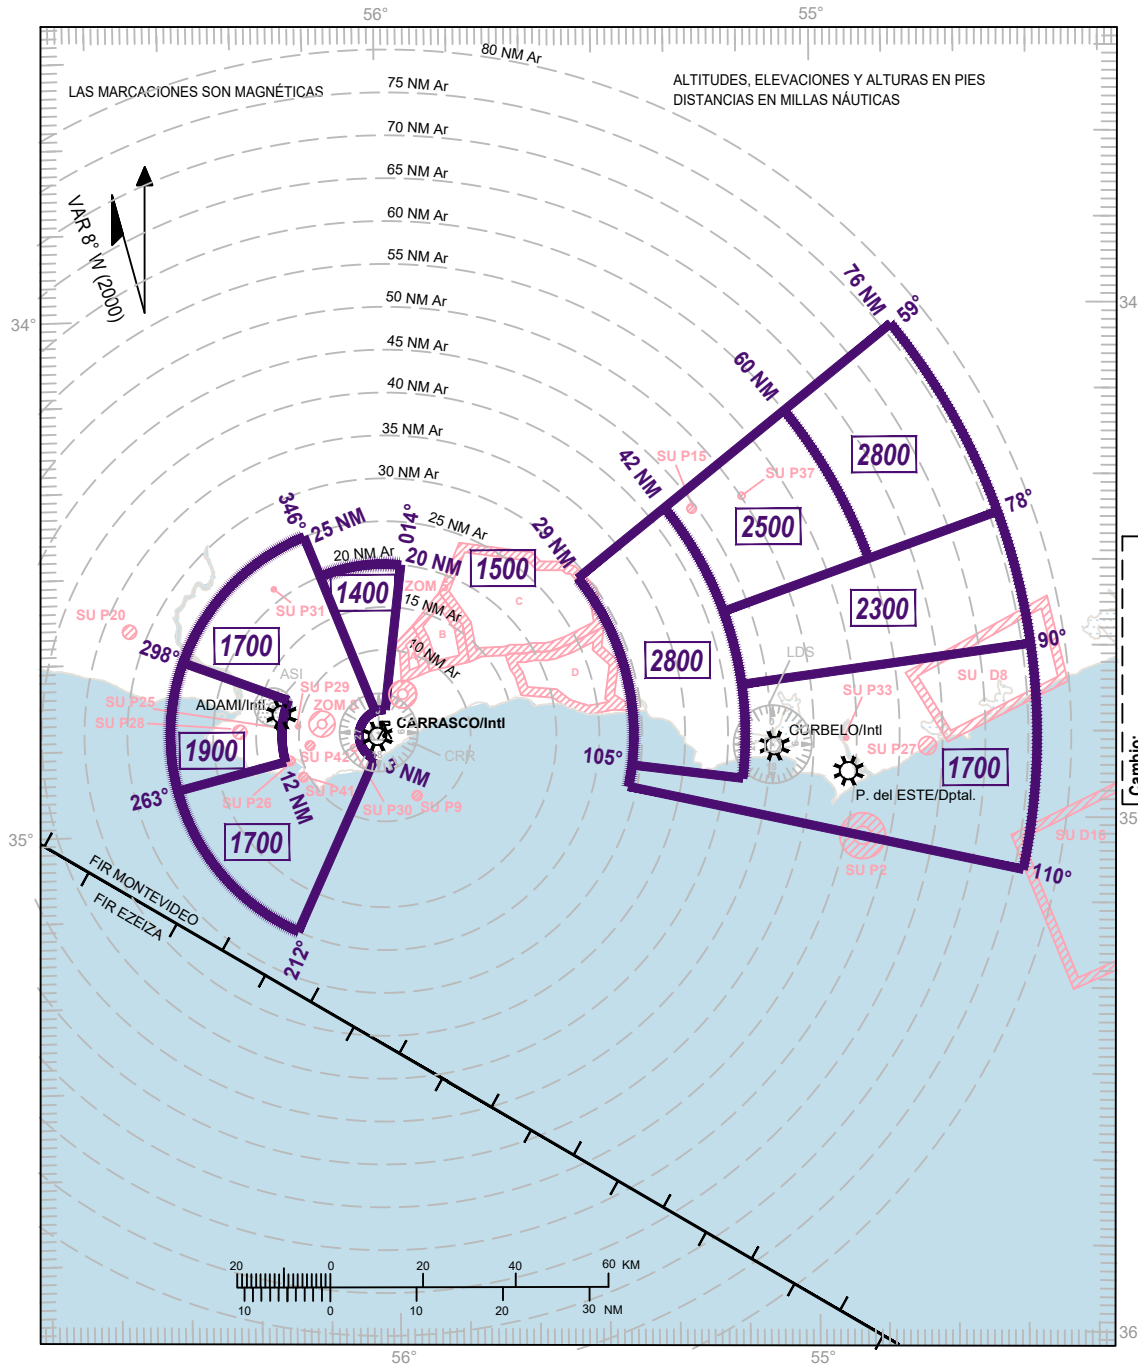 56°
55°
80 NM Ar
LAS MARCACIONES SON MAGNÉTICAS
75 NM Ar
ALTITUDES, ELEVACIONES Y ALTURAS EN PIES
DISTANCIAS EN MILLAS NÁUTICAS
70 NM Ar
65 NM Ar
60 NM Ar
55 NM Ar
50 NM Ar
45 NM Ar
40 NM Ar
35 NM Ar
30 NM Ar
25 NM Ar
20 NM Ar
15 NM Ar
10 NM Ar
VAR 8° W (2000)
34°
34
76 NM
59°
60 NM
42 NM
29 NM
SU P15
SU P37
2800
2500
78°
2300
90°
2800
346°
25 NM
014°
20 NM
1500
1400
ZOM
C
B
D
SU P31
SU P20
1700
298°
ASI
SU P29
ZOM
SU P25
ADAMI/Intl.
SU P28
CARRASCO/Intl
1900
SU P42
CRR
3 NM
263°
SU P26
12 NM
SU P41
SU P30
SU P9
1700
212°
LDS
SU P33
SU D8
CURBELO/Intl
SU P27
105°
1700
P. del ESTE/Dptal.
SU P2
SU D16
110°
Cambio:
35°
35
FIR MONTEVIDEO
FIR EZEIZA
20
0
20
40
60 KM
10
0
10
20
30 NM
36
56°
55°